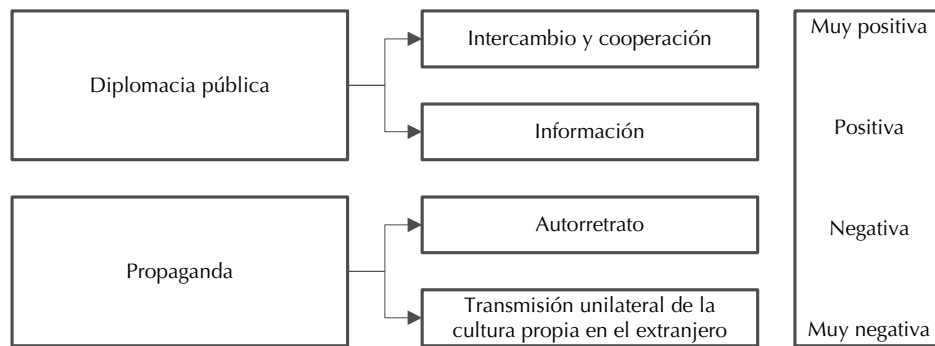 Diplomacia pública
Intercambio y cooperación
Información
Propaganda
Autorretrato
Transmisión unilateral de la
cultura propia en el extranjero
Muy positiva
Positiva
Negativa
Muy negativa